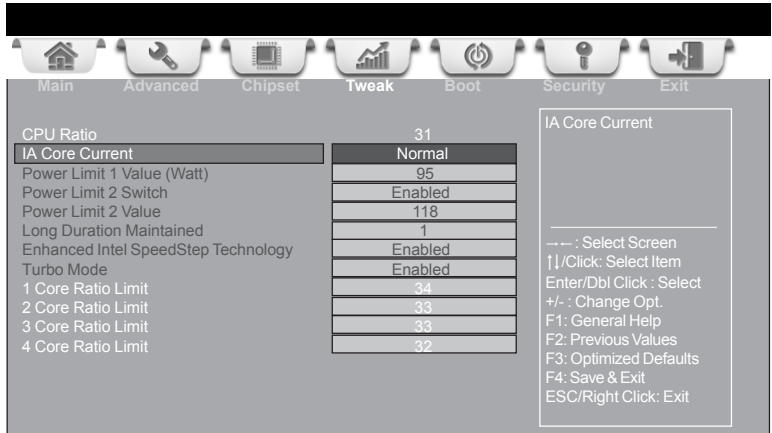 Main Advanced Chipset Tweak Boot Security Exit
CPU Ratio 31
IA Core Current Normal
Power Limit 1 Value (Watt) 95
Power Limit 2 Switch Enabled
Power Limit 2 Value 118
Long Duration Maintained 1
Enhanced Intel SpeedStep Technology Enabled
Turbo Mode Enabled
1 Core Ratio Limit 34
2 Core Ratio Limit 33
3 Core Ratio Limit 33
4 Core Ratio Limit 32
IA Core Current
→← : Select Screen
↑↓/Click: Select Item
Enter/Dbl Click : Select
+/- : Change Opt.
F1: General Help
F2: Previous Values
F3: Optimized Defaults
F4: Save & Exit
ESC/Right Click: Exit